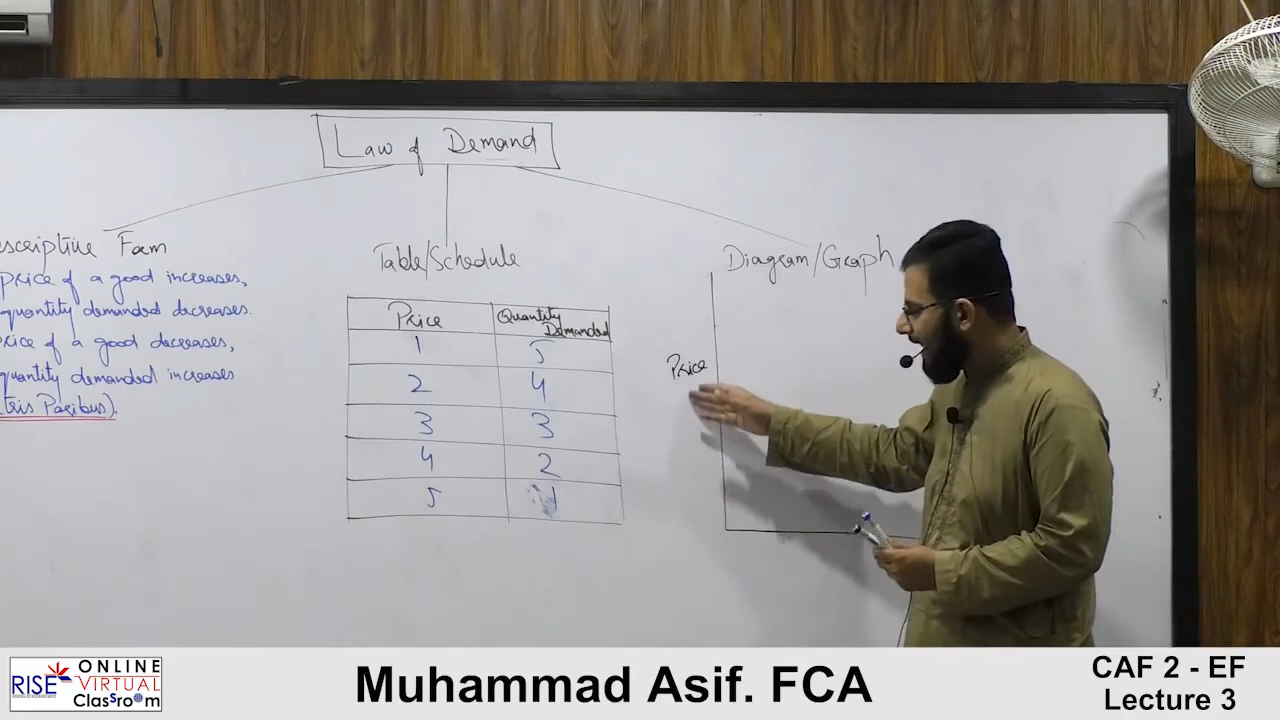 Law of Demand
escriptive Form
price of a good increases,
quantity demanded decreases.
rice of a good decreases,
quantity demanded increases
tris Paribus).
Table/Schedule
Price Quantity Demanded
1 5
2 4
3 3
4 2
5 1
Diagram/Graph
Price
RISE
ONLINE
VIRTUAL
Classroom
Muhammad Asif. FCA
CAF 2 - EF
Lecture 3